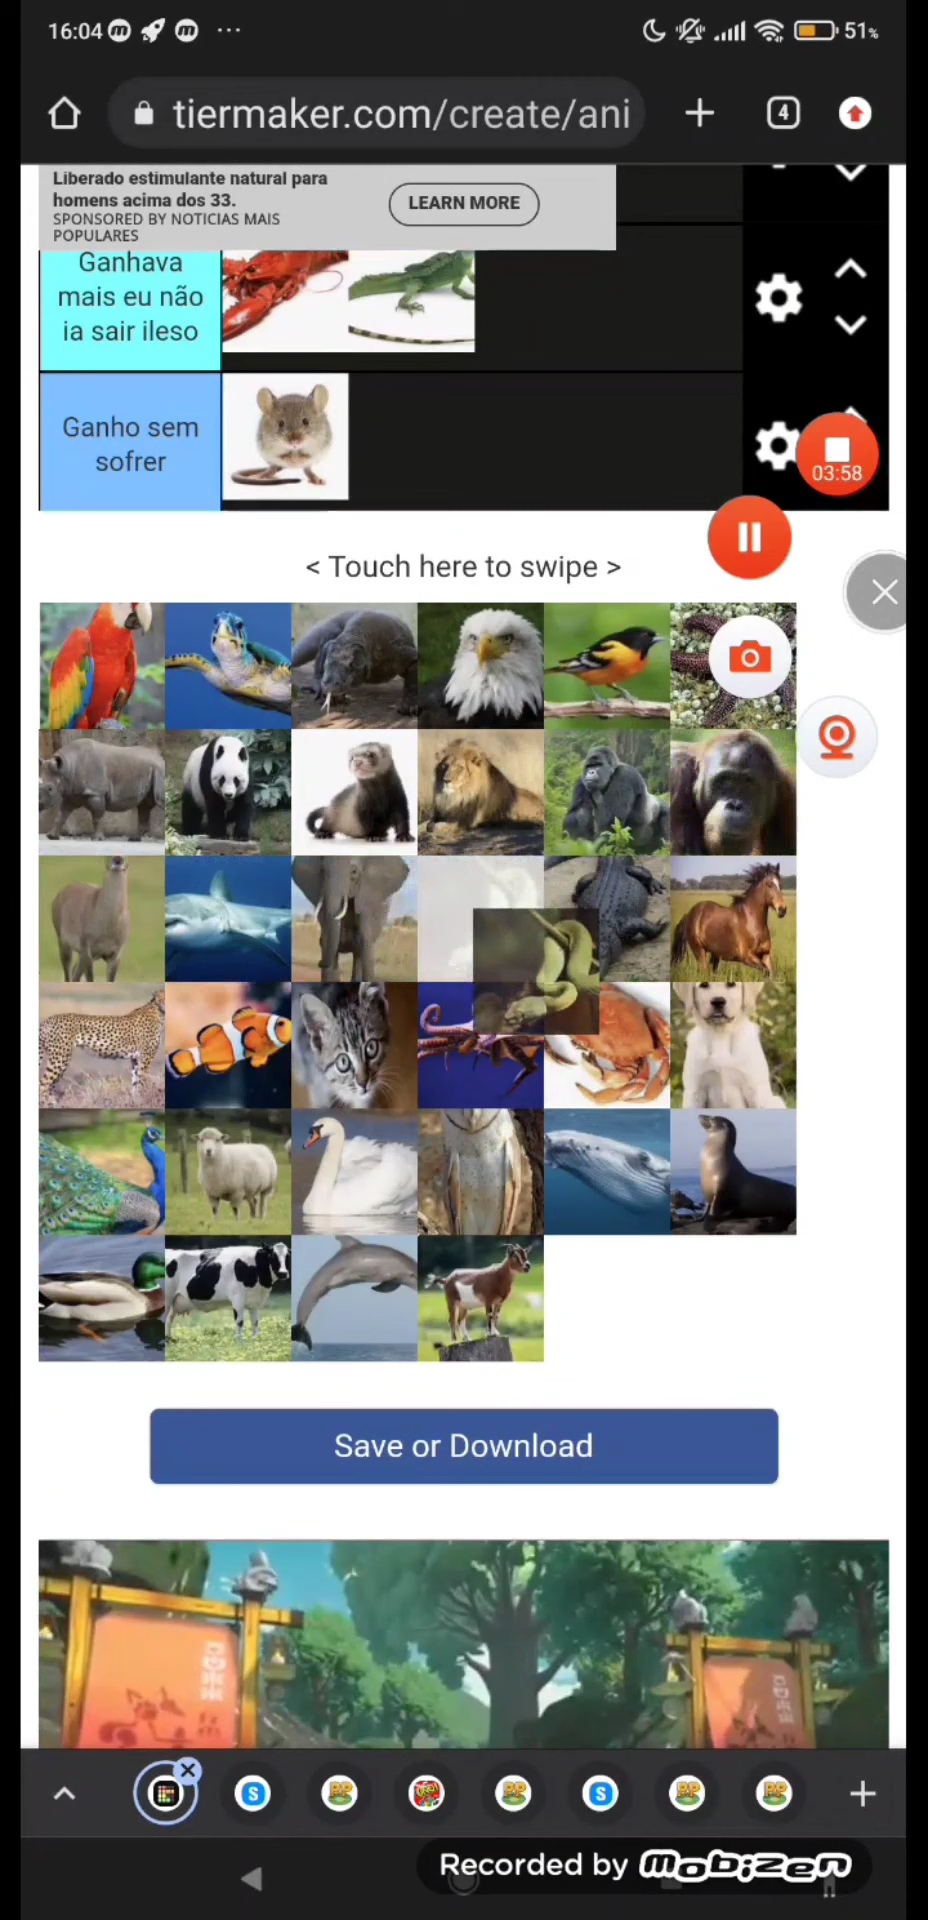 16:04
51%
tiermaker.com/create/ani
4
Liberado estimulante natural para
homens acima dos 33.
SPONSORED BY NOTICIAS MAIS
POPULARES
LEARN MORE
Ganhava
mais eu não
ia sair ileso
Ganho sem
sofrer
03:58
< Touch here to swipe >
Save or Download
Recorded by mobizen